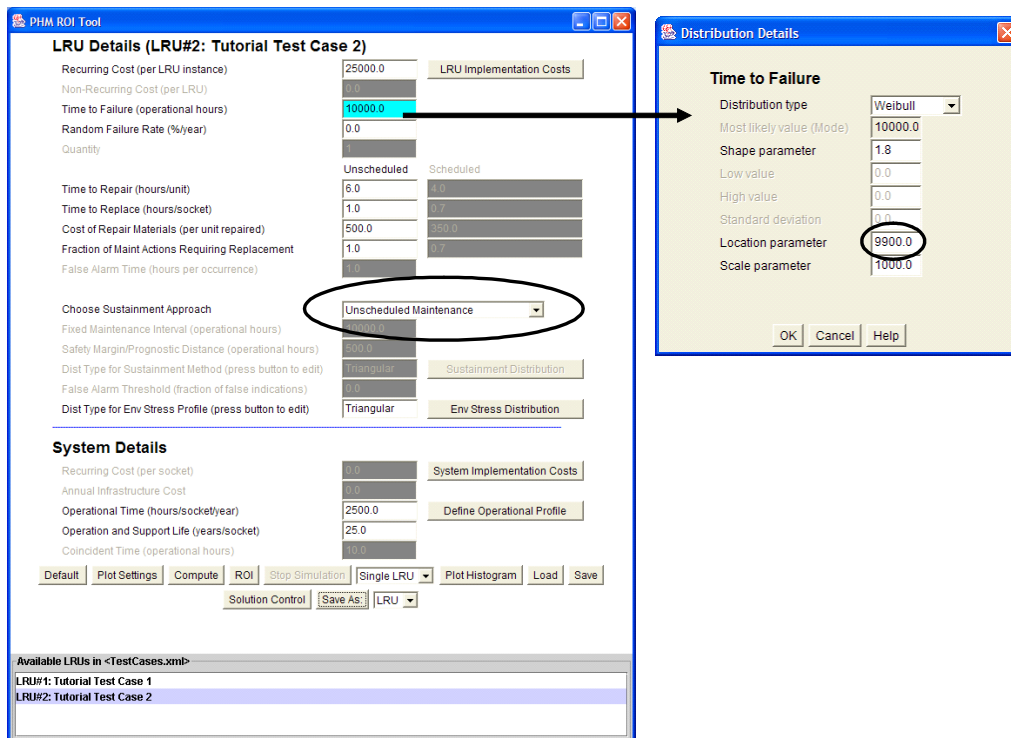 PHM ROI Tool
LRU Details (LRU#2: Tutorial Test Case 2)
Recurring Cost (per LRU instance) 25000.0 LRU Implementation Costs
Non-Recurring Cost (per LRU) 0.0
Time to Failure (operational hours) 10000.0
Random Failure Rate (%/year) 0.0
Quantity 1
Unscheduled Scheduled
Time to Repair (hours/unit) 6.0 4.0
Time to Replace (hours/socket) 1.0 0.7
Cost of Repair Materials (per unit repaired) 500.0 350.0
Fraction of Maint Actions Requiring Replacement 1.0 0.7
False Alarm Time (hours per occurrence) 1.0
Choose Sustainment Approach Unscheduled Maintenance
Fixed Maintenance Interval (operational hours) 10000.0
Safety Margin/Prognostic Distance (operational hours) 500.0
Dist Type for Sustainment Method (press button to edit) Triangular Sustainment Distribution
False Alarm Threshold (fraction of false indications) 0.0
Dist Type for Env Stress Profile (press button to edit) Triangular Env Stress Distribution
System Details
Recurring Cost (per socket) 0.0 System Implementation Costs
Annual Infrastructure Cost 0.0
Operational Time (hours/socket/year) 2500.0 Define Operational Profile
Operation and Support Life (years/socket) 25.0
Coincident Time (operational hours) 10.0
Default Plot Settings Compute ROI Stop Simulation Single LRU Plot Histogram Load Save
Solution Control Save As: LRU
Available LRUs in <TestCases.xml>
LRU#1: Tutorial Test Case 1
LRU#2: Tutorial Test Case 2
Distribution Details
Time to Failure
Distribution type Weibull
Most likely value (Mode) 10000.0
Shape parameter 1.8
Low value 0.0
High value 0.0
Standard deviation 0.0
Location parameter 9900.0
Scale parameter 1000.0
OK Cancel Help